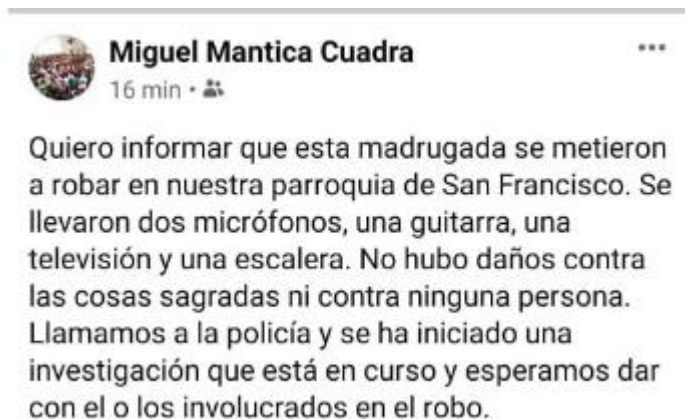 Miguel Mantica Cuadra
16 min
Quiero informar que esta madrugada se metieron
a robar en nuestra parroquia de San Francisco. Se
llevaron dos micrófonos, una guitarra, una
televisión y una escalera. No hubo daños contra
las cosas sagradas ni contra ninguna persona.
Llamamos a la policía y se ha iniciado una
investigación que está en curso y esperamos dar
con el o los involucrados en el robo.